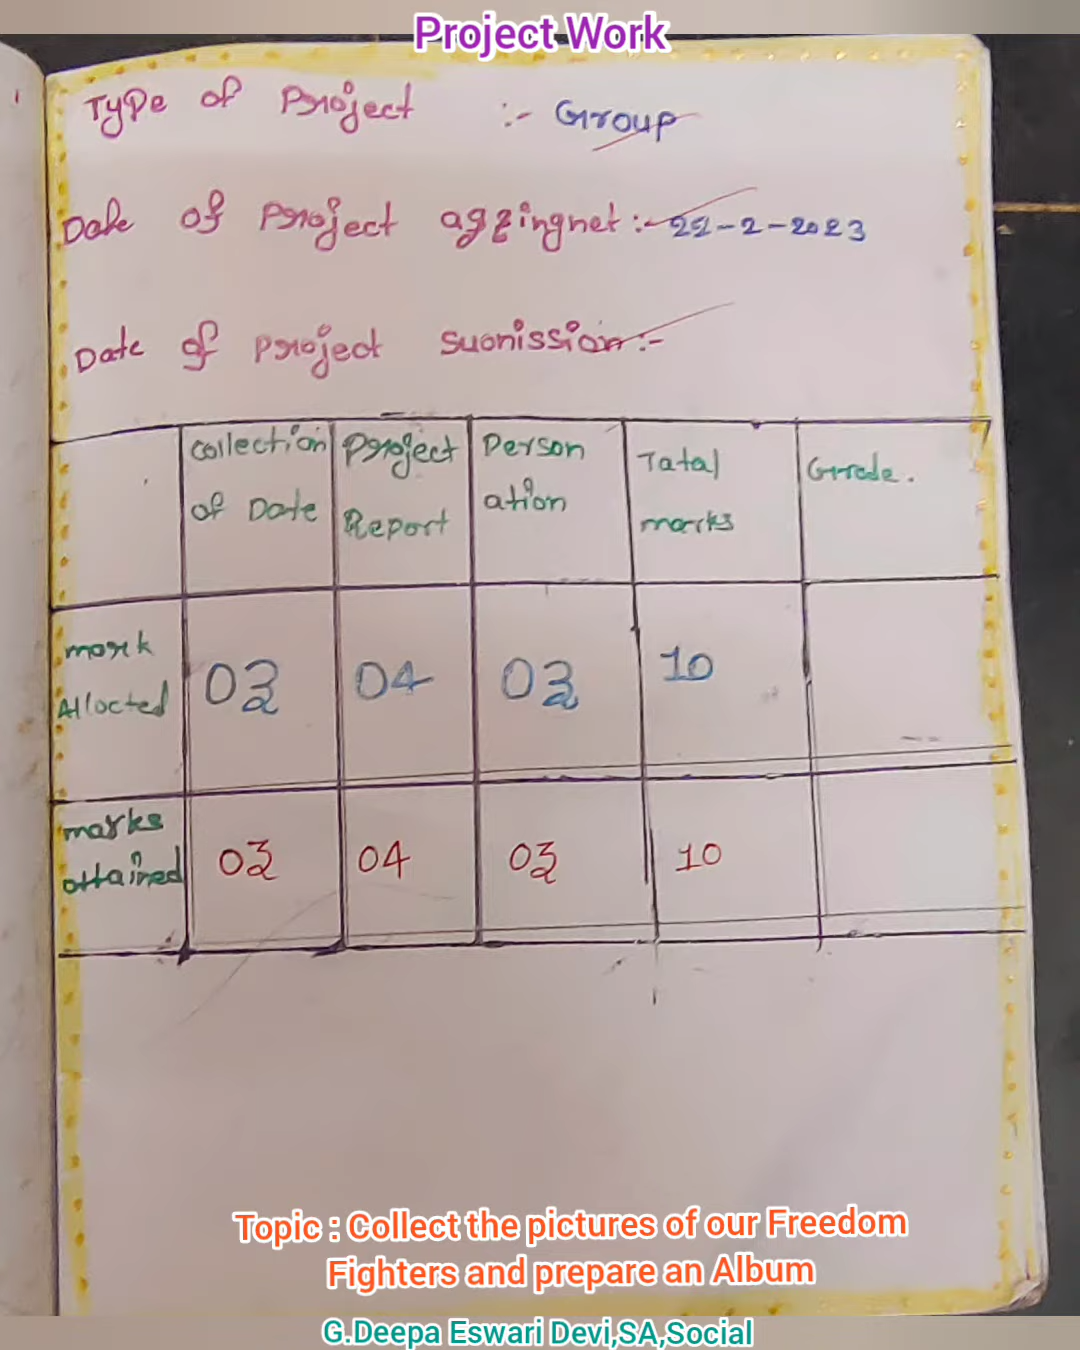 Project Work
Type of Project :- Group
Date of Project aggingnet :- 22-2-2023
Date of Project Suonission :-
Collection of Date
Project Report
Person ation
Tatal marks
Grade.
mark Allocted
03
04
03
10
marks attained
03
04
03
10
Topic : Collect the pictures of our Freedom
Fighters and prepare an Album
G.Deepa Eswari Devi,SA,Social